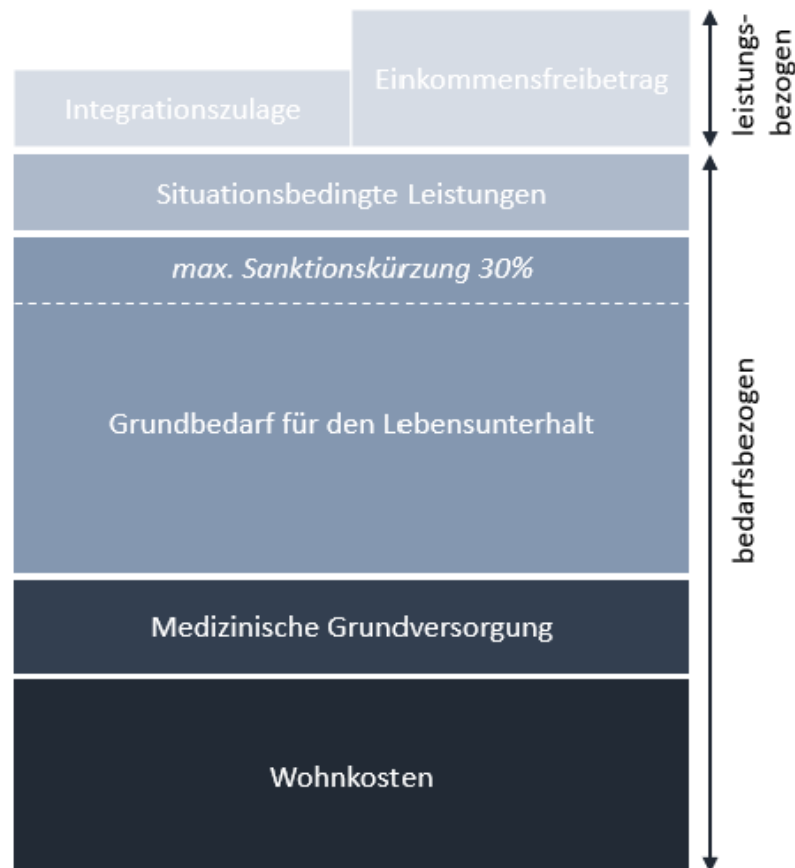 Einkommensfreibetrag
Integrationszulage
leistungs-
bezogen
Situationsbedingte Leistungen
max. Sanktionskürzung 30%
Grundbedarf für den Lebensunterhalt
bedarfsbezogen
Medizinische Grundversorgung
Wohnkosten